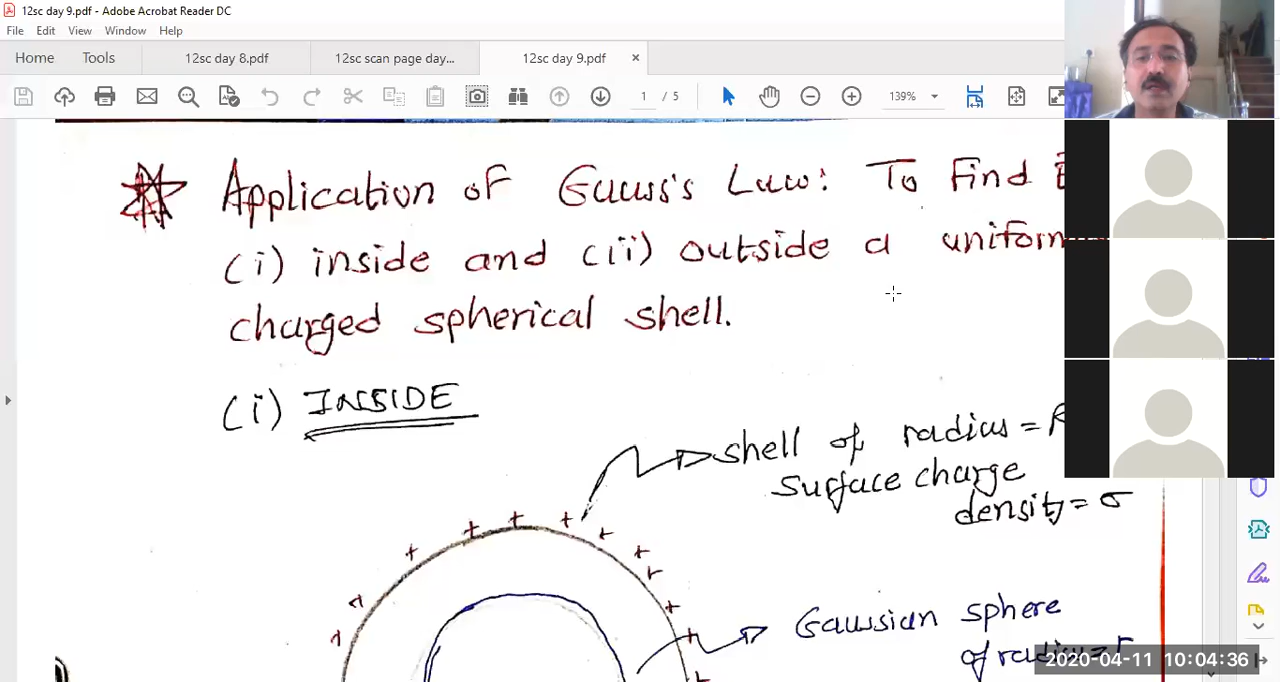 12sc day 9.pdf - Adobe Acrobat Reader DC
File Edit View Window Help
Home Tools 12sc day 8.pdf 12sc scan page day... 12sc day 9.pdf ×
1 / 5 139%
Application of Gauss's Law: To Find
(i) inside and (ii) outside a uniform
charged spherical shell.
(i) INSIDE
shell of radius = R
surface charge
density = σ
Gaussian sphere
of radius = r
2020-04-11 10:04:36